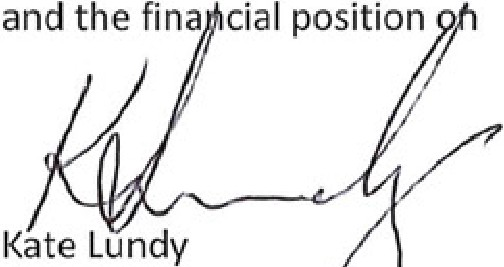 and the financial position on
Kate Lundy